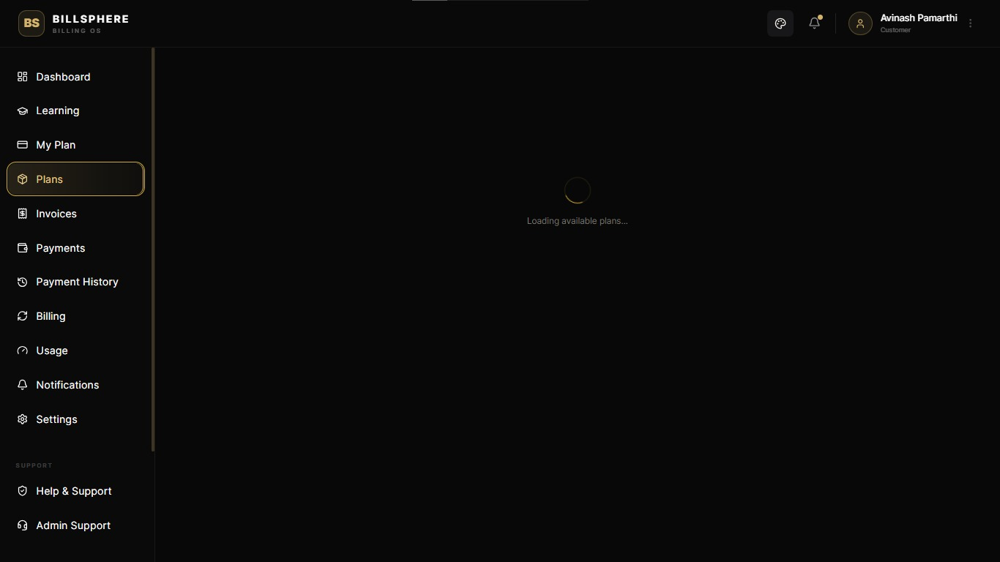 BS
BILLSPHERE
BILLING OS
Avinash Pamarthi
Customer
Dashboard
Learning
My Plan
Plans
Invoices
Payments
Payment History
Billing
Usage
Notifications
Settings
SUPPORT
Help & Support
Admin Support
Loading available plans...